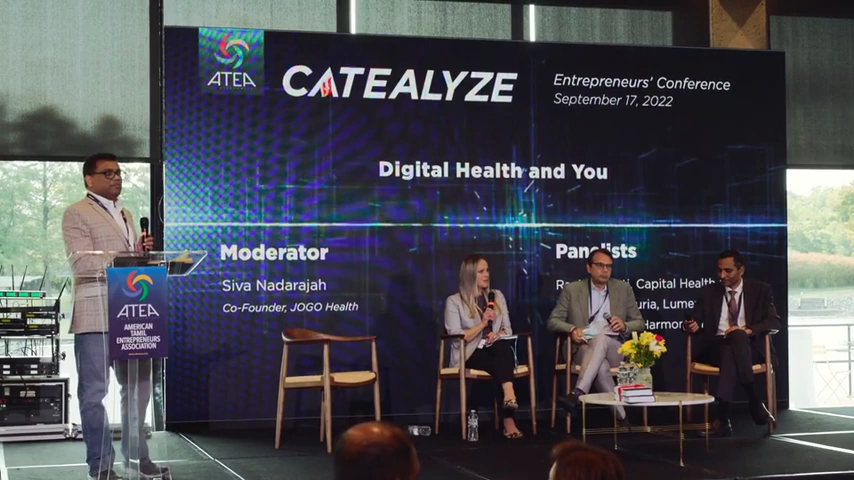 ATEA
CATEALYZE
Entrepreneurs' Conference
September 17, 2022
Digital Health and You
Moderator
Siva Nadarajah
Co-Founder, JOGO Health
Panelists
Capital Health
ATEA
AMERICAN
TAMIL
ENTREPRENEURS
ASSOCIATION